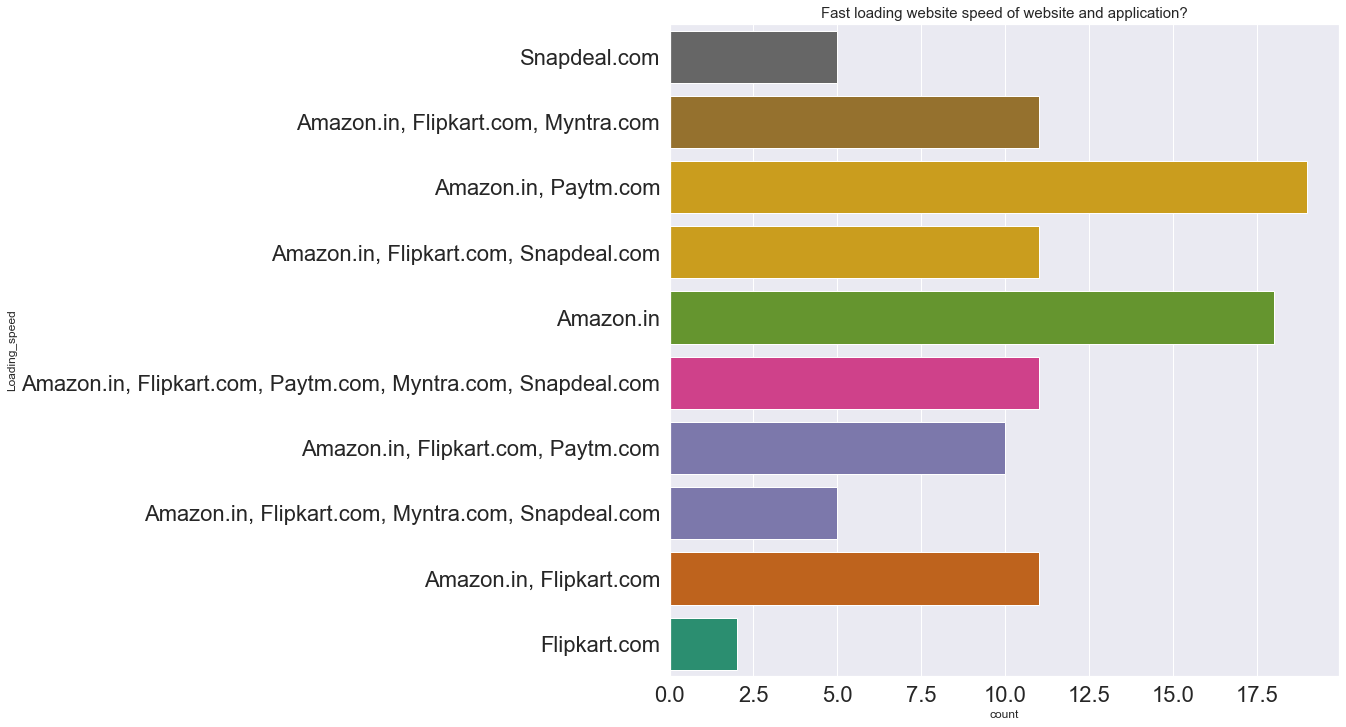 Fast loading website speed of website and application?
Snapdeal.com
Amazon.in, Flipkart.com, Myntra.com
Amazon.in, Paytm.com
Amazon.in, Flipkart.com, Snapdeal.com
Amazon.in
Amazon.in, Flipkart.com, Paytm.com, Myntra.com, Snapdeal.com
Amazon.in, Flipkart.com, Paytm.com
Amazon.in, Flipkart.com, Myntra.com, Snapdeal.com
Amazon.in, Flipkart.com
Flipkart.com
Loading_speed
0.0 2.5 5.0 7.5 10.0 12.5 15.0 17.5
count